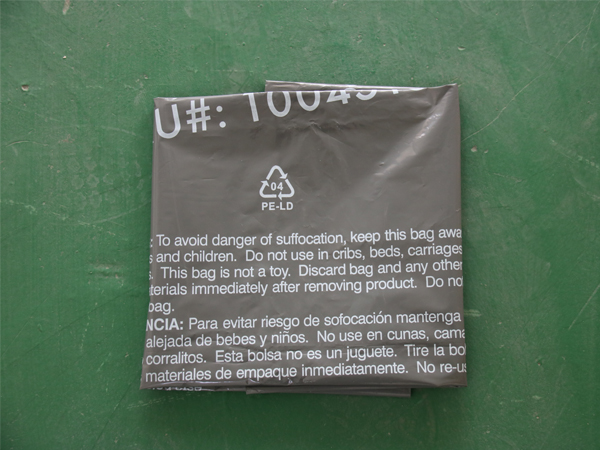 U#: 100451
04
PE-LD
: To avoid danger of suffocation, keep this bag awa
s and children. Do not use in cribs, beds, carriages
s. This bag is not a toy. Discard bag and any other
terials immediately after removing product. Do no
bag.
NCIA: Para evitar riesgo de sofocación mantenga
alejada de bebes y niños. No use en cunas, cama
corralitos. Esta bolsa no es un juguete. Tire la bo
materiales de empaque inmediatamente. No re-us